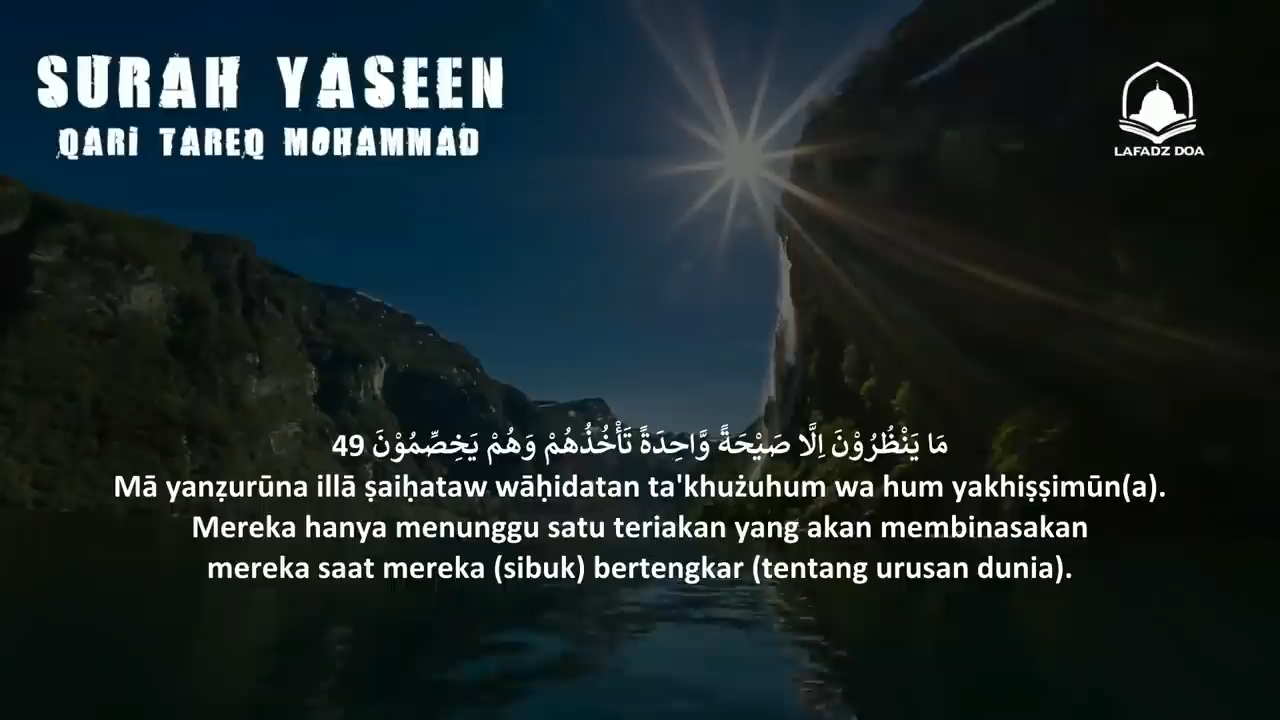 SURAH YASEEN
QARI TAREQ MOHAMMAD
LAFADZ DOA
مَا يَنْظُرُوْنَ اِلَّا صَيْحَةً وَّاحِدَةً تَأْخُذُهُمْ وَهُمْ يَخِصِّمُوْنَ 49
Mā yanẓurūna illā ṣaiḥataw wāḥidatan ta'khużuhum wa hum yakhiṣṣimūn(a).
Mereka hanya menunggu satu teriakan yang akan membinasakan
mereka saat mereka (sibuk) bertengkar (tentang urusan dunia).